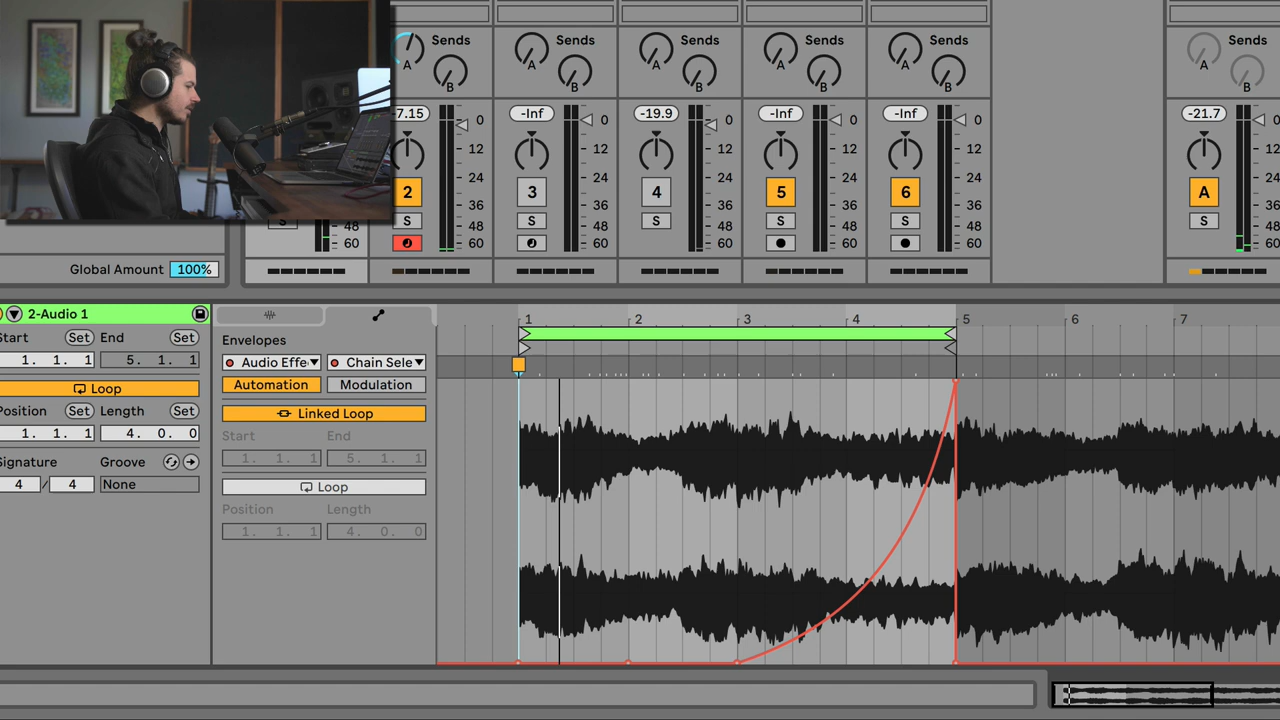 Sends Sends Sends Sends Sends Sends
A A A A A A
B B B B B
-7.15 -Inf -19.9 -Inf -Inf -21.7
0 0 0 0 0 0
12 12 12 12 12 12
24 24 24 24 24 24
2 3 4 5 6 A
36 36 36 36 36 36
S S S S S S S
48 48 48 48 48 48 48
60 60 60 60 60 60 60
Global Amount 100%
2-Audio 1
Start Set End Set
1. 1. 1 5. 1. 1
Loop
Position Set Length Set
1. 1. 1 4. 0. 0
Signature Groove
4 / 4 None
Envelopes
Audio Effe Chain Sele
Automation Modulation
Linked Loop
Start End
1. 1. 1 5. 1. 1
Loop
Position Length
1. 1. 1 4. 0. 0
1 2 3 4 5 6 7